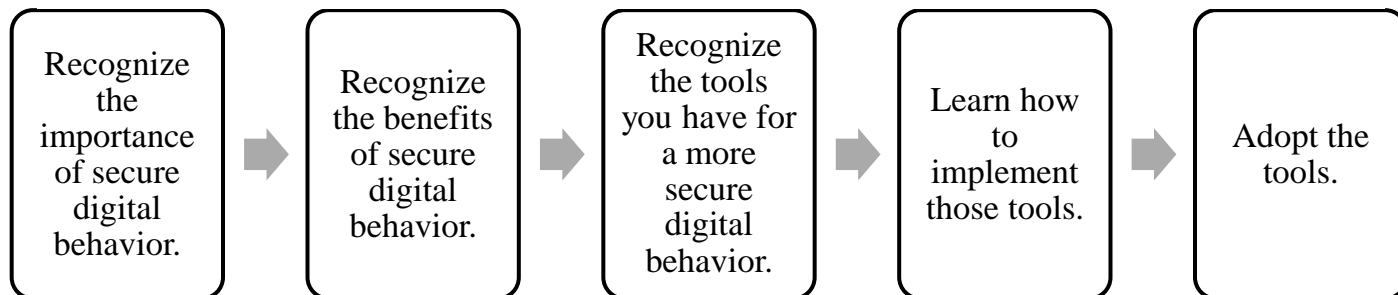 Recognize
the
importance
of secure
digital
behavior.
Recognize
the benefits
of secure
digital
behavior.
Recognize
the tools
you have for
a more
secure
digital
behavior.
Learn how
to
implement
those tools.
Adopt the
tools.